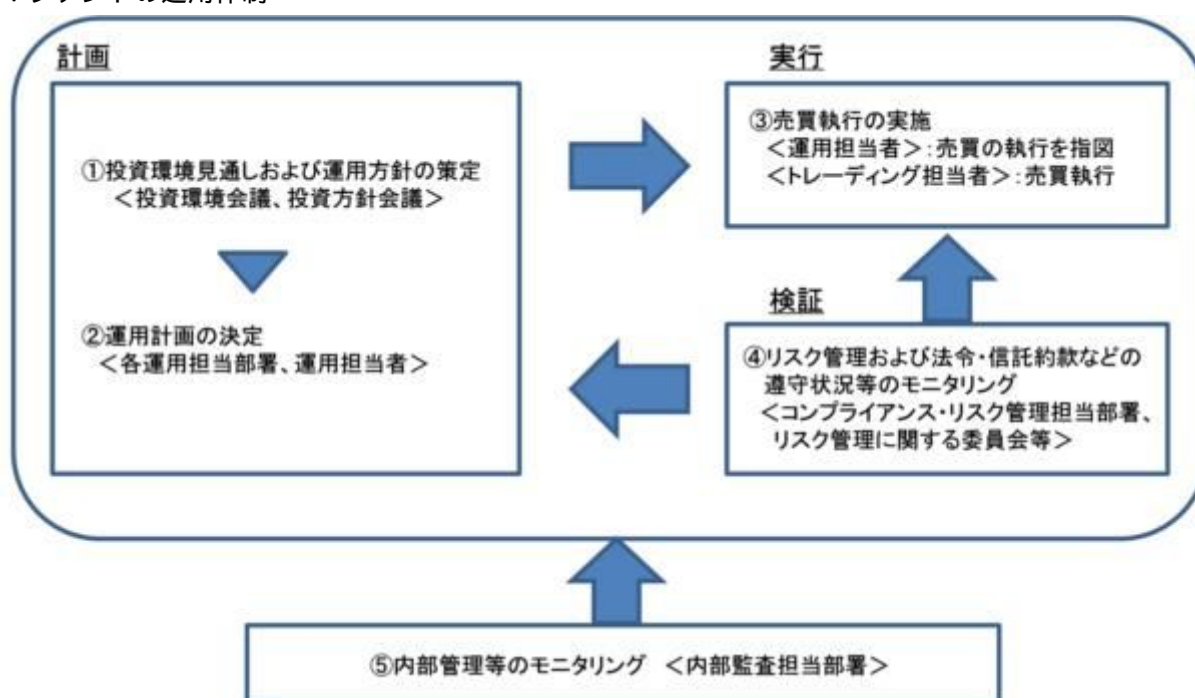 の運用体制
計画
①投資環境見通しおよび運用方針の策定
＜投資環境会議、投資方針会議＞
②運用計画の決定
＜各運用担当部署、運用担当者＞
実行
③売買執行の実施
＜運用担当者＞：売買の執行を指図
＜トレーディング担当者＞：売買執行
検証
④リスク管理および法令・信託約款などの
遵守状況等のモニタリング
＜コンプライアンス・リスク管理担当部署、
リスク管理に関する委員会等＞
⑤内部管理等のモニタリング ＜内部監査担当部署＞